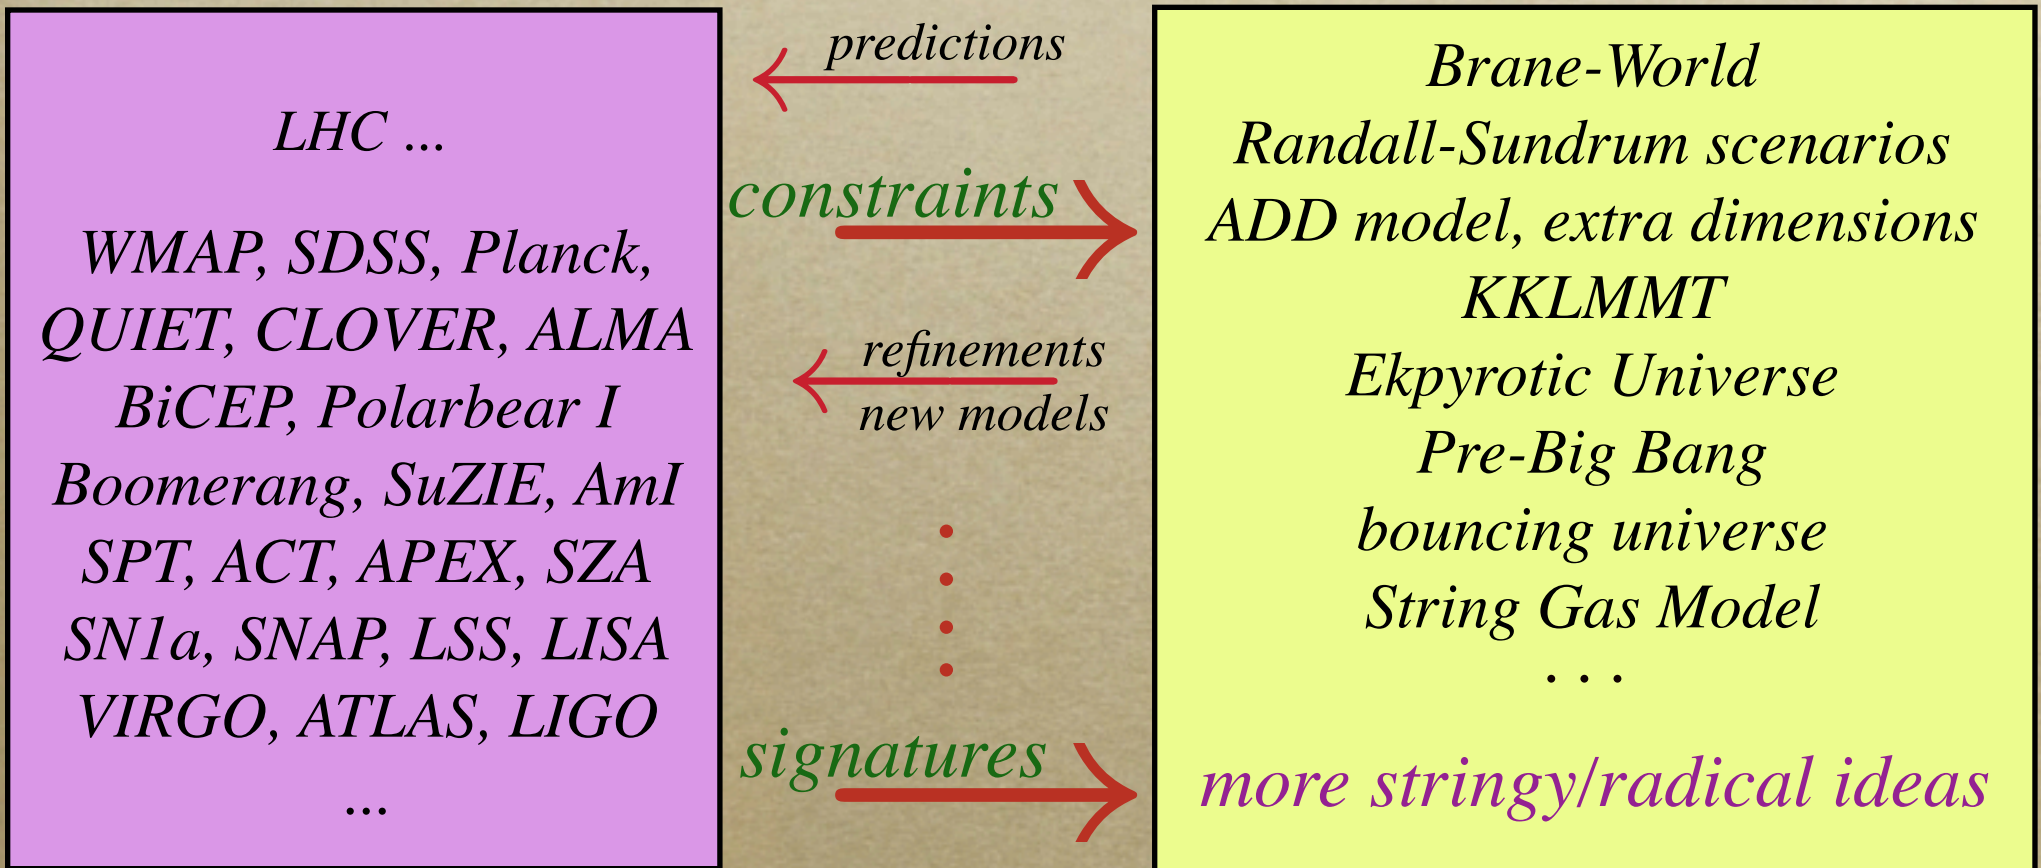 LHC ...
WMAP, SDSS, Planck,
QUIET, CLOVER, ALMA
BiCEP, Polarbear I
Boomerang, SuZIE, AmI
SPT, ACT, APEX, SZA
SN1a, SNAP, LSS, LISA
VIRGO, ATLAS, LIGO
...
predictions
constraints
refinements
new models
signatures
Brane-World
Randall-Sundrum scenarios
ADD model, extra dimensions
KKLMMT
Ekpyrotic Universe
Pre-Big Bang
bouncing universe
String Gas Model
. . .
more stringy/radical ideas